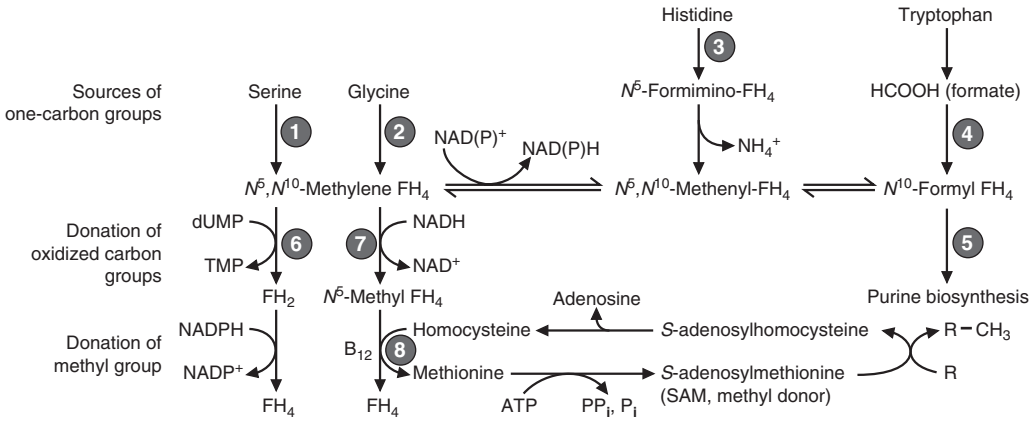 Histidine
Tryptophan
3
Sources of
one-carbon groups
Serine
Glycine
N⁵-Formimino-FH₄
HCOOH (formate)
1
2
4
NAD(P)⁺
NAD(P)H
NH₄⁺
N⁵,N¹⁰-Methylene FH₄
N⁵,N¹⁰-Methenyl-FH₄
N¹⁰-Formyl FH₄
Donation of
oxidized carbon
groups
dUMP
NADH
6
7
5
TMP
NAD⁺
FH₂
N⁵-Methyl FH₄
Purine biosynthesis
Adenosine
Donation of
methyl group
NADPH
Homocysteine
S-adenosylhomocysteine
R–CH₃
B₁₂
8
NADP⁺
Methionine
S-adenosylmethionine
(SAM, methyl donor)
R
FH₄
FH₄
ATP
PPᵢ, Pᵢ